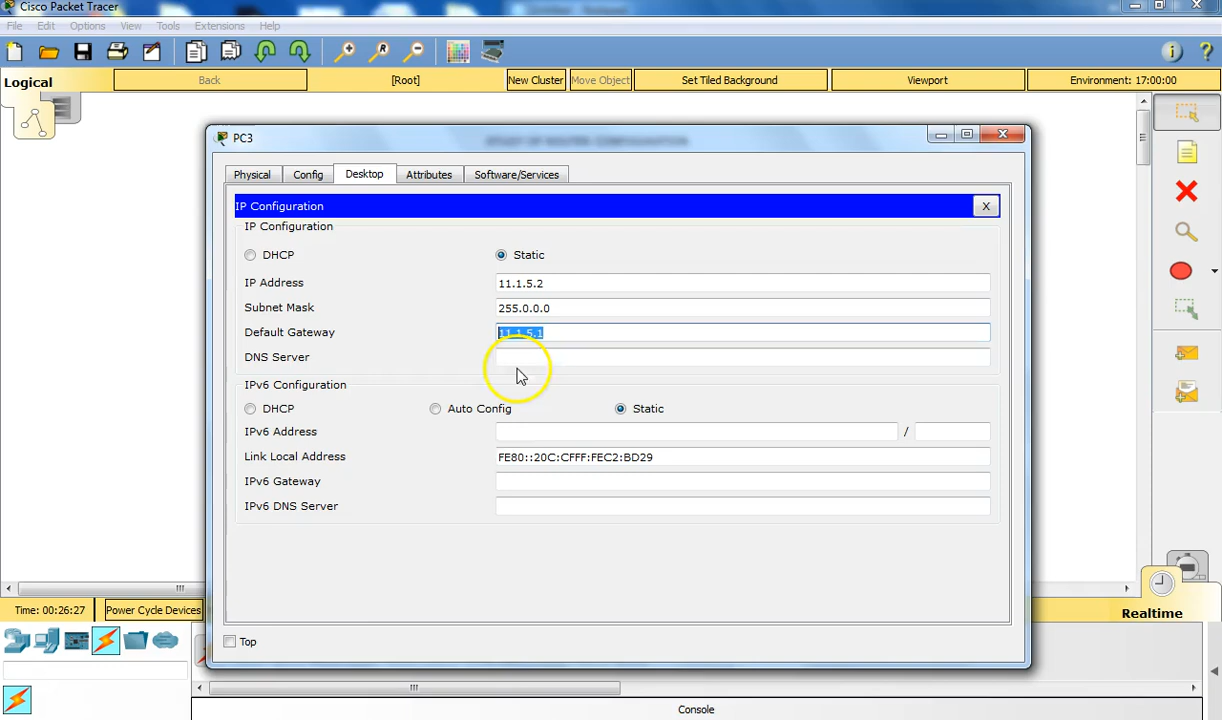 Cisco Packet Tracer
File Edit Options View Tools Extensions Help
Logical Back [Root] New Cluster Move Object Set Tiled Background Viewport Environment: 17:00:00
STUDY OF ROUTER CONFIGURATION
PC3
Physical Config Desktop Attributes Software/Services
IP Configuration X
IP Configuration
DHCP Static
IP Address 11.1.5.2
Subnet Mask 255.0.0.0
Default Gateway 11.1.5.1
DNS Server
IPv6 Configuration
DHCP Auto Config Static
IPv6 Address /
Link Local Address FE80::20C:CFFF:FEC2:BD29
IPv6 Gateway
IPv6 DNS Server
Time: 00:26:27 Power Cycle Devices Realtime
Top
Console